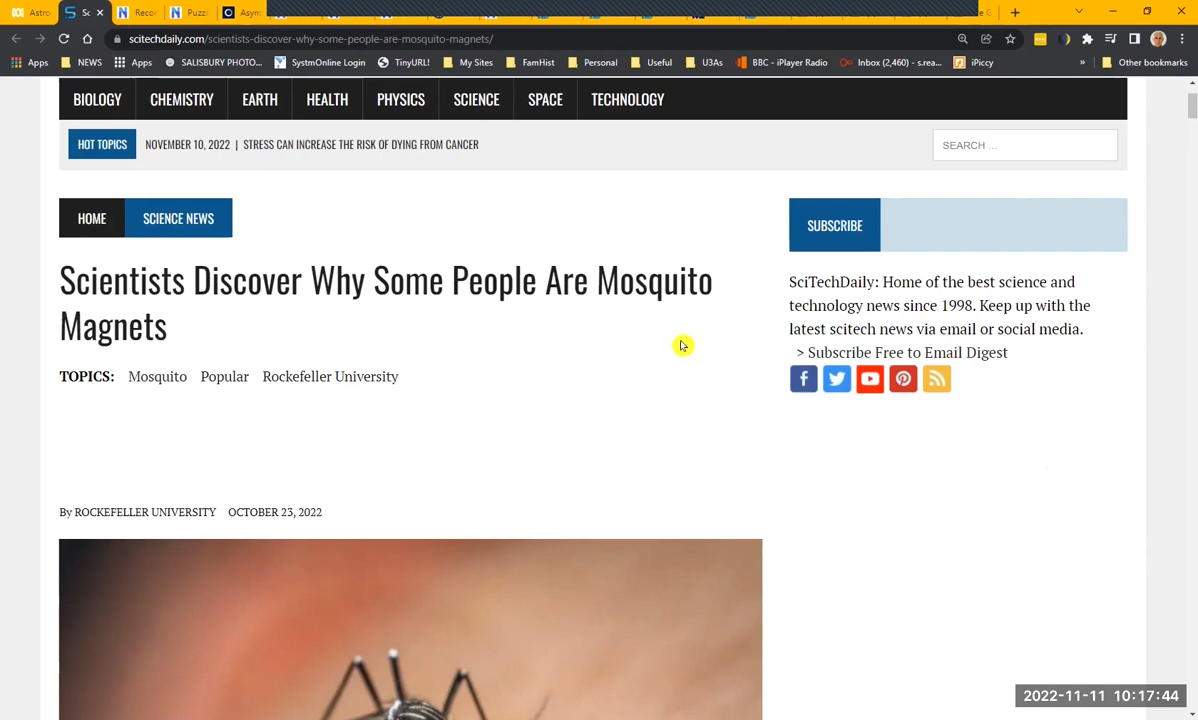 Astro
Sc
Reco
Puzzl
Asym
scitechdaily.com/scientists-discover-why-some-people-are-mosquito-magnets/
Apps NEWS Apps SALISBURY PHOTO... SystmOnline Login TinyURL! My Sites FamHist Personal Useful U3As BBC - iPlayer Radio Inbox (2,460) - s.rea... iPiccy » Other bookmarks
BIOLOGY CHEMISTRY EARTH HEALTH PHYSICS SCIENCE SPACE TECHNOLOGY
HOT TOPICS NOVEMBER 10, 2022 | STRESS CAN INCREASE THE RISK OF DYING FROM CANCER
SEARCH ...
HOME SCIENCE NEWS
SUBSCRIBE
Scientists Discover Why Some People Are Mosquito
Magnets
TOPICS: Mosquito Popular Rockefeller University
By ROCKEFELLER UNIVERSITY OCTOBER 23, 2022
SciTechDaily: Home of the best science and
technology news since 1998. Keep up with the
latest scitech news via email or social media.
> Subscribe Free to Email Digest
2022-11-11 10:17:44